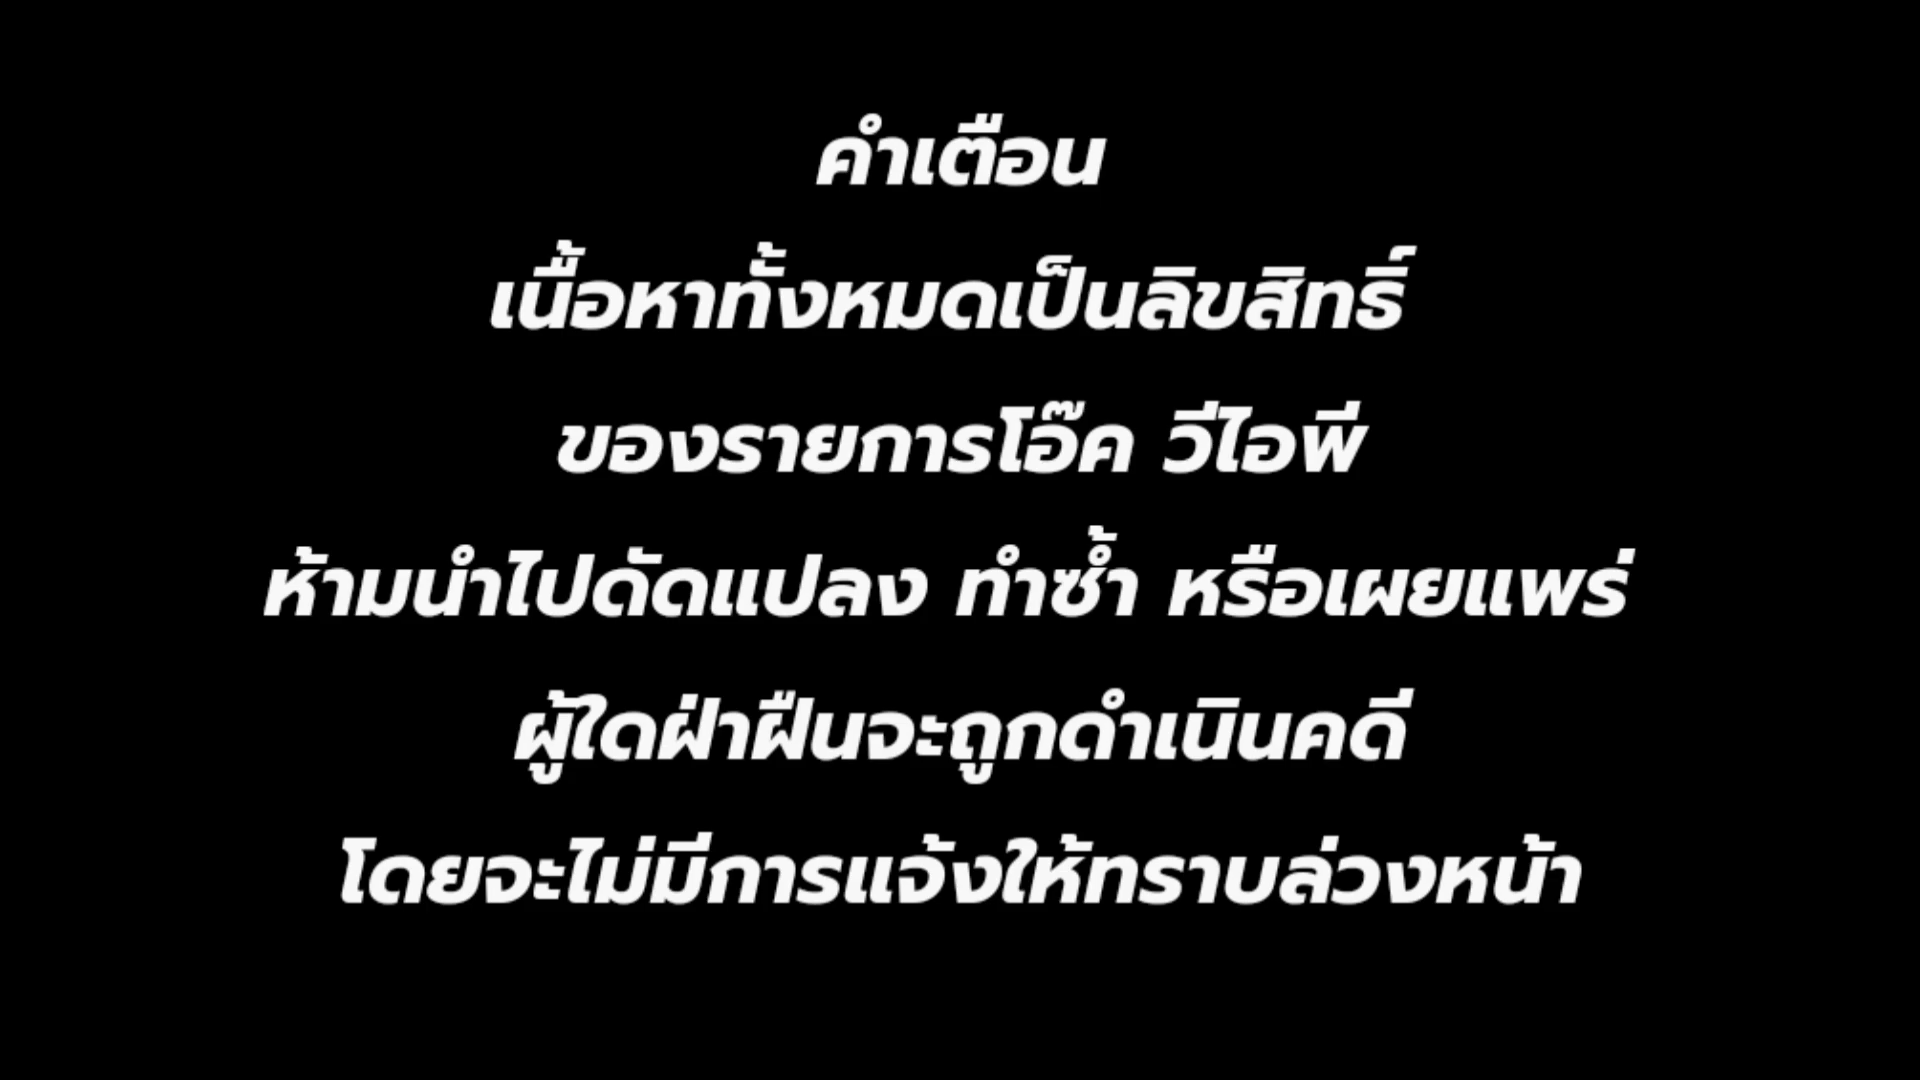 คำเตือน
เนื้อหาทั้งหมดเป็นลิขสิทธิ์
ของรายการโอ๊ค วีไอพี
ห้ามนำไปดัดแปลง ทำซ้ำ หรือเผยแพร่
ผู้ใดฝ่าฝืนจะถูกดำเนินคดี
โดยจะไม่มีการแจ้งให้ทราบล่วงหน้า